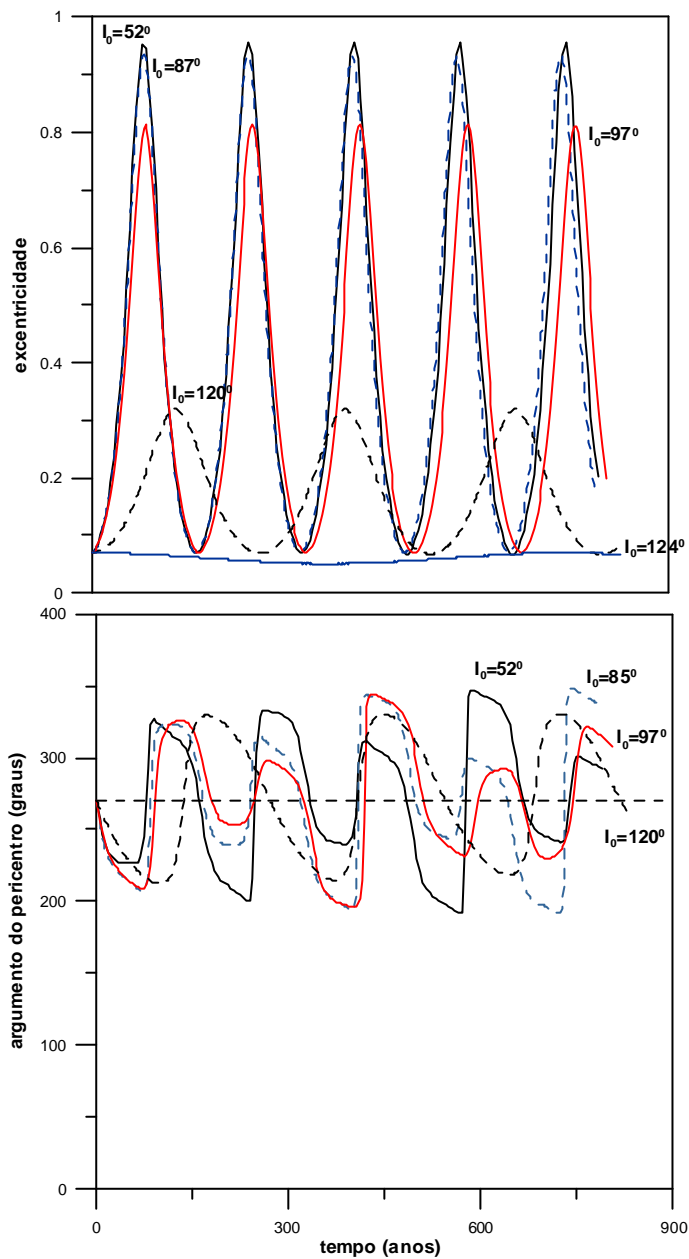 I₀=52⁰
I₀=87⁰
I₀=97⁰
I₀=120⁰
I₀=124⁰
excentricidade
1
0.8
0.6
0.4
0.2
0
I₀=52⁰
I₀=85⁰
I₀=97⁰
I₀=120⁰
argumento do pericentro (graus)
400
300
200
100
0
0 300 600 900
tempo (anos)